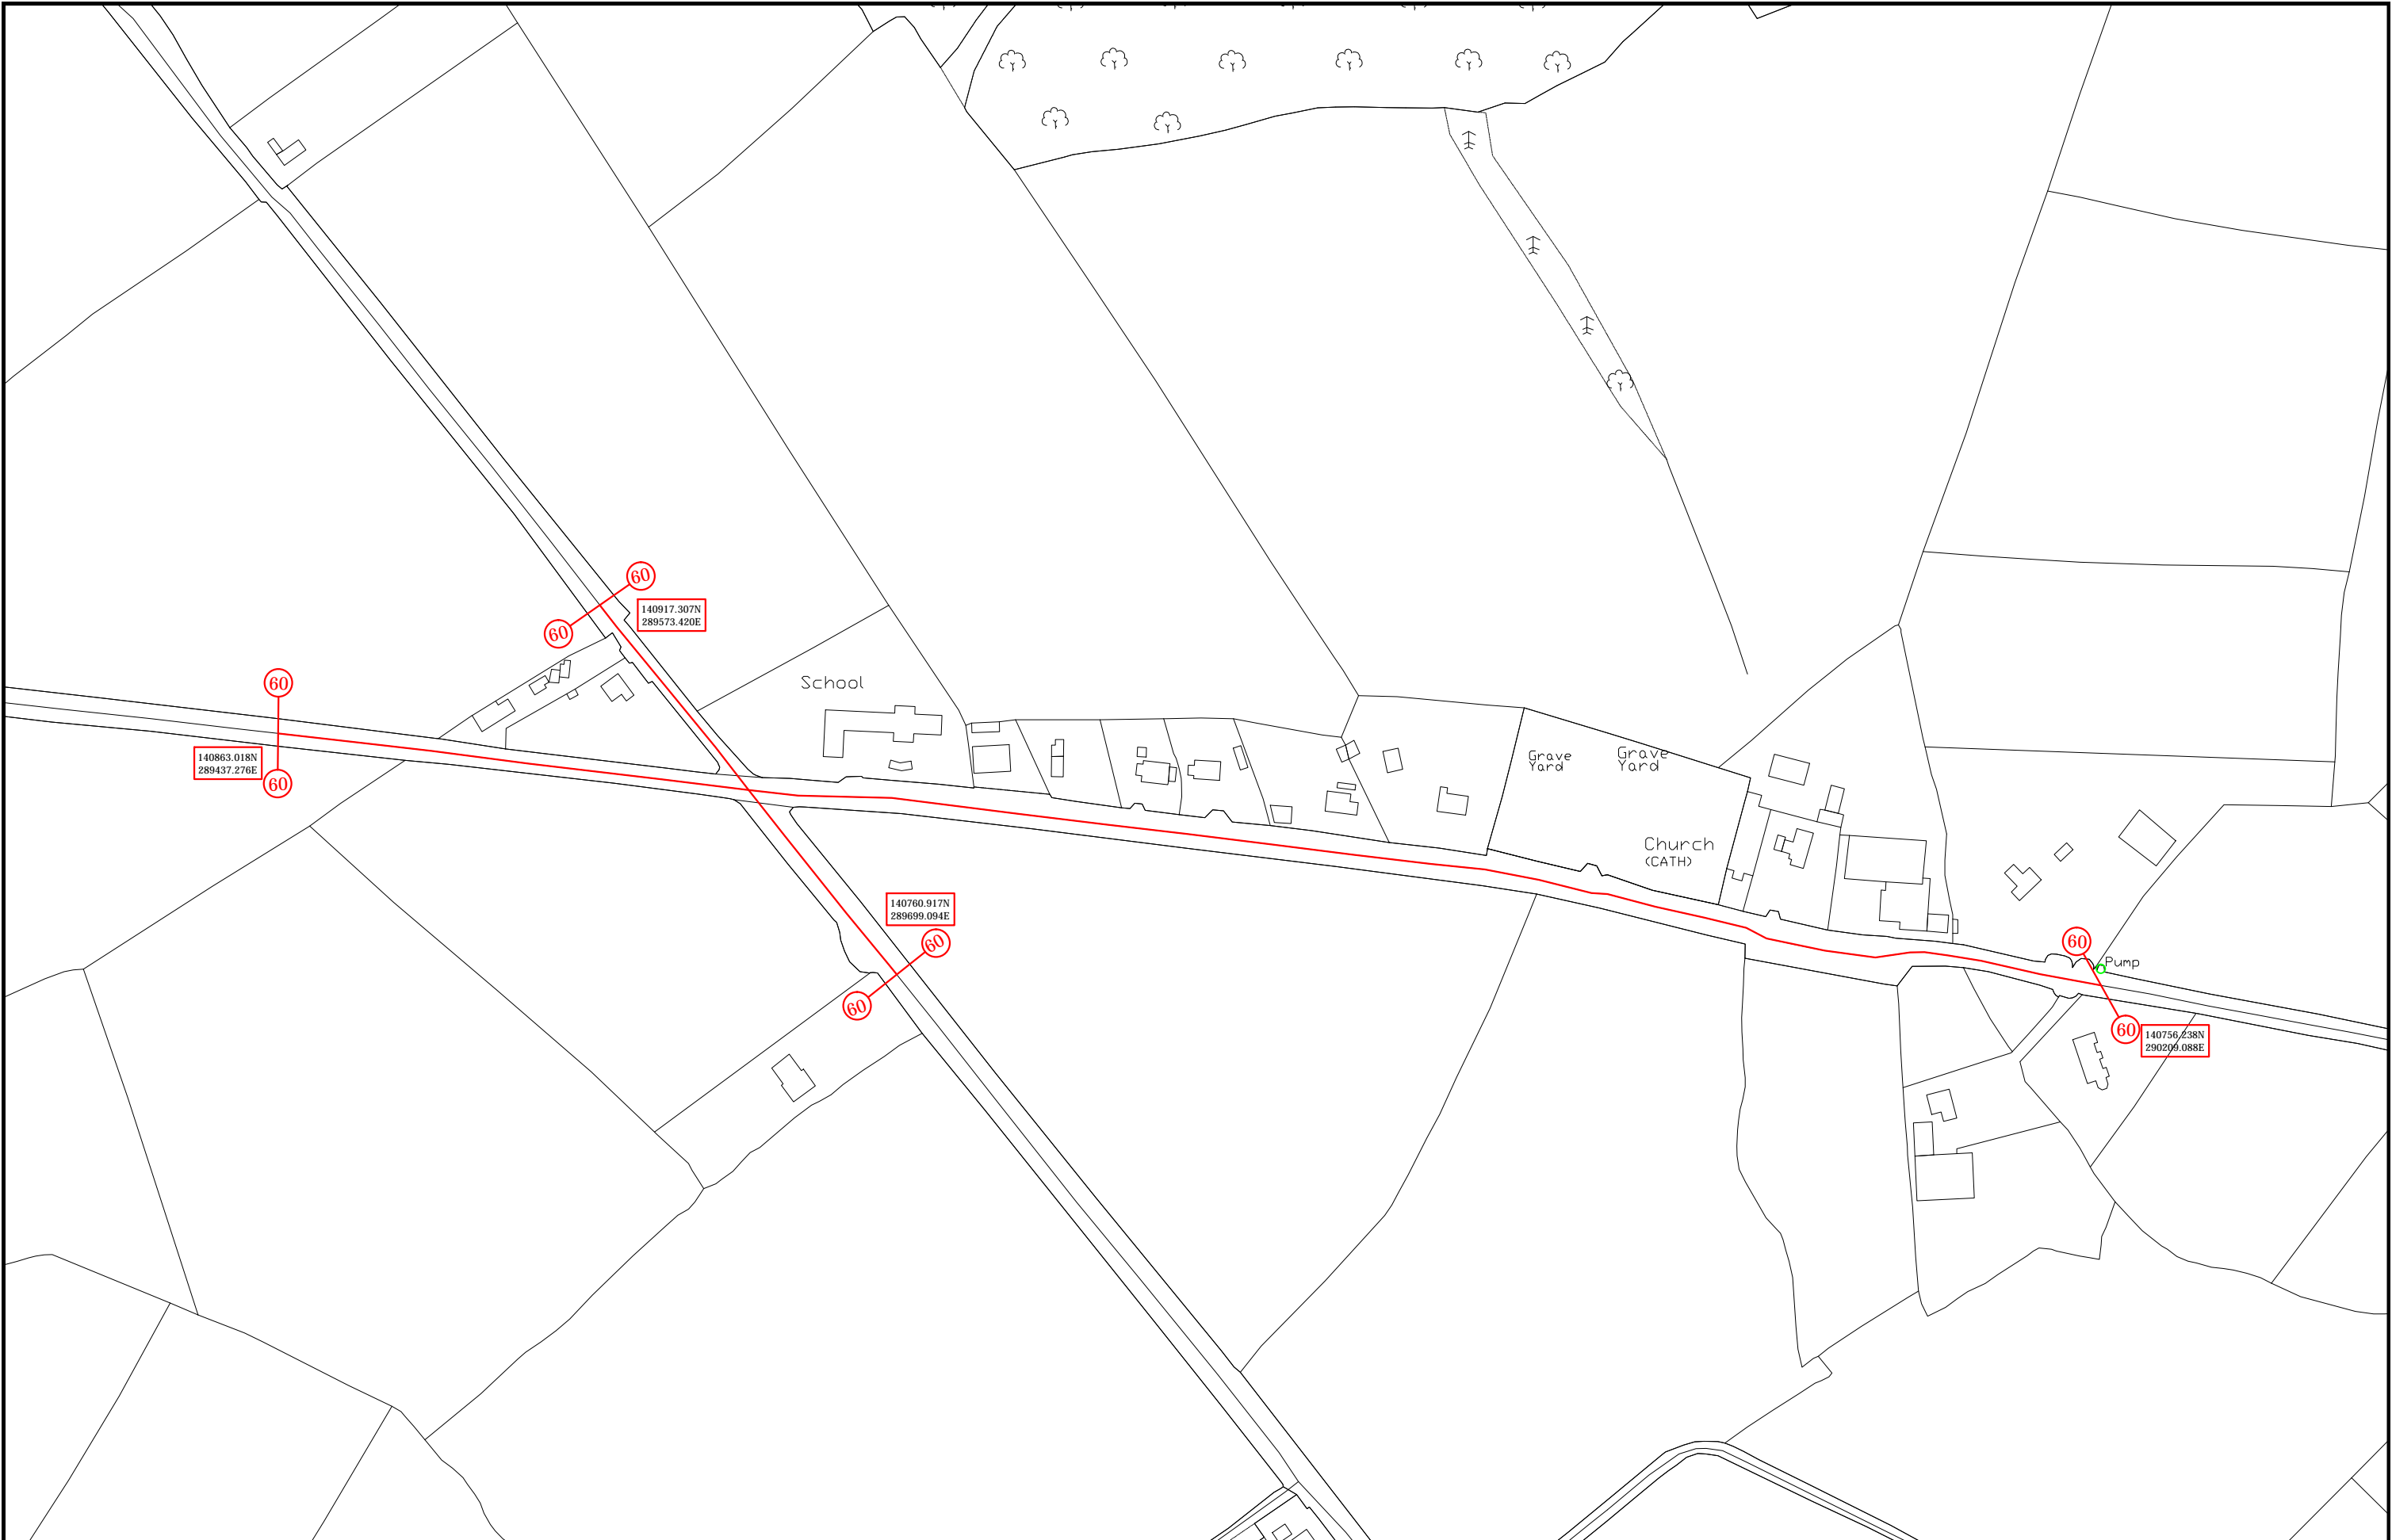 60
140917.307N
289573.420E
60
60
School
140863.018N
289437.276E
60
Grave
Yard
Grave
Yard
Church
(CATH)
140760.917N
289699.094E
60
60
60
Pump
60
140756.238N
290209.088E